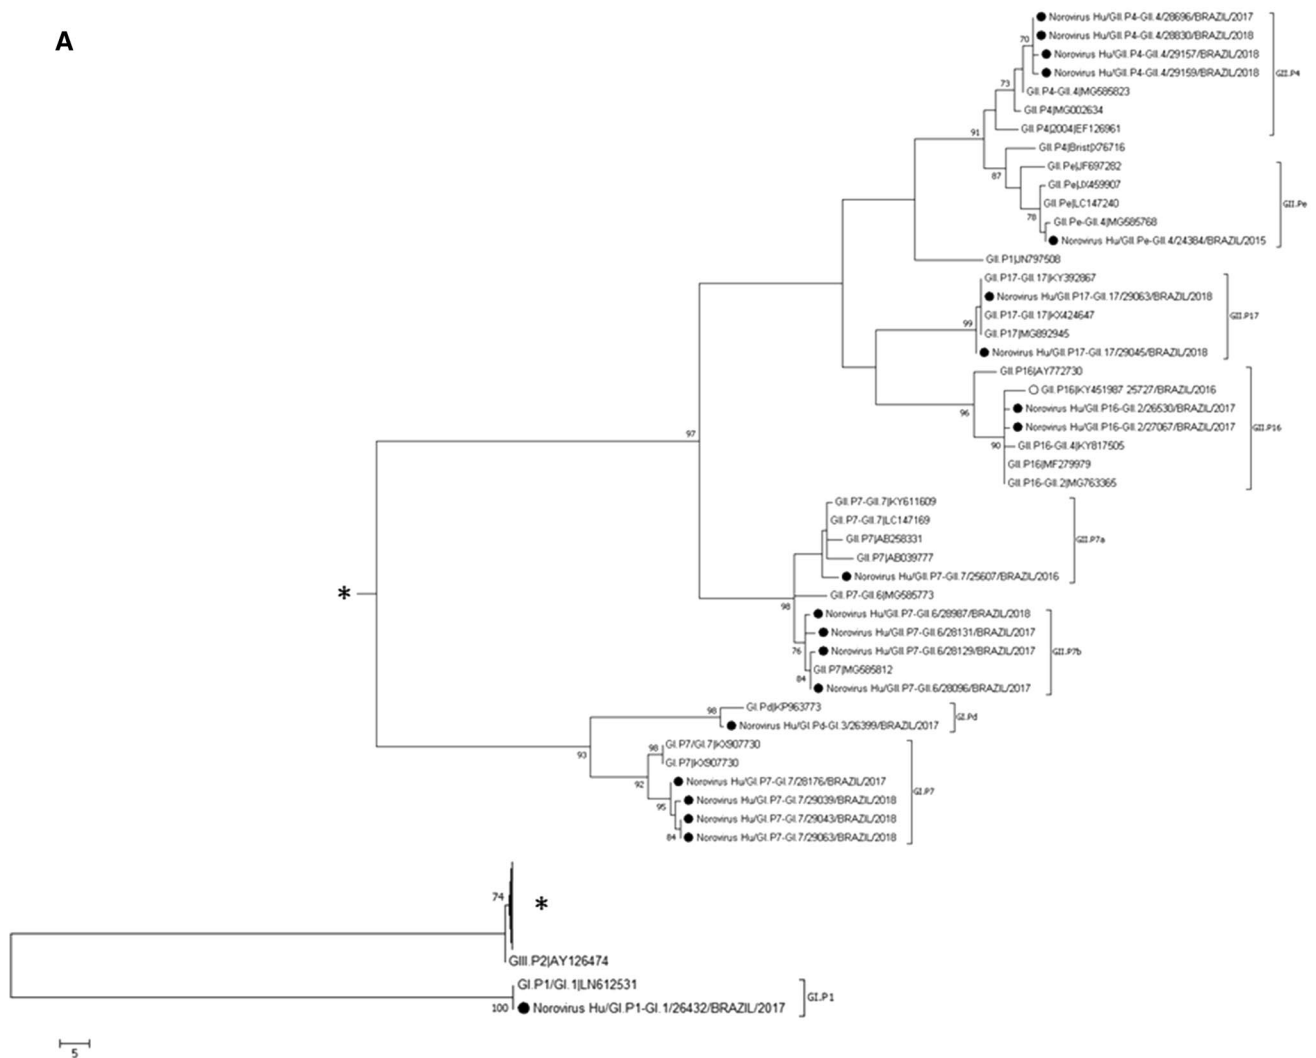 A
Norovirus Hu/GII.P4-GII.4/28696/BRAZIL/2017
70
Norovirus Hu/GII.P4-GII.4/28830/BRAZIL/2018
Norovirus Hu/GII.P4-GII.4/29157/BRAZIL/2018
Norovirus Hu/GII.P4-GII.4/29159/BRAZIL/2018
GII.P4
73
GII.P4-GII.4|MG585823
GII.P4|MG002634
GII.P4|2004|EF126961
91
GII.P4|Bristl|X76716
87
GII.Pe|JF697282
GII.Pe|JX459907
GII.Pe|LC147240
GII.Pe
78
GII.Pe-GII.4|MG585768
Norovirus Hu/GII.Pe-GII.4/24384/BRAZIL/2015
GII.P1|JN797508
GII.P17-GII.17|KY392867
Norovirus Hu/GII.P17-GII.17/29063/BRAZIL/2018
GII.P17-GII.17|KX424647
GII.P17
99
GII.P17|MG892945
Norovirus Hu/GII.P17-GII.17/29045/BRAZIL/2018
GII.P16|AY772730
GII.P16|KY451987 25727/BRAZIL/2016
96
Norovirus Hu/GII.P16-GII.2/26530/BRAZIL/2017
Norovirus Hu/GII.P16-GII.2/27067/BRAZIL/2017
GII.P16
90
GII.P16-GII.4|KY817505
GII.P16|MF279979
GII.P16-GII.2|MG763365
97
GII.P7-GII.7|KY611609
GII.P7-GII.7|LC147169
GII.P7|AB258331
GII.P7a
GII.P7|AB039777
Norovirus Hu/GII.P7-GII.7/25607/BRAZIL/2016
*
98
GII.P7-GII.6|MG585773
Norovirus Hu/GII.P7-GII.6/28987/BRAZIL/2018
Norovirus Hu/GII.P7-GII.6/28131/BRAZIL/2017
76
Norovirus Hu/GII.P7-GII.6/28129/BRAZIL/2017
GII.P7b
84
GII.P7|MG585812
Norovirus Hu/GII.P7-GII.6/28096/BRAZIL/2017
98
GI.Pd|KP963773
GI.Pd
Norovirus Hu/GI.Pd-GI.3/26399/BRAZIL/2017
93
98
GI.P7/GI.7|KX907730
GI.P7|KX907730
92
Norovirus Hu/GI.P7-GI.7/28176/BRAZIL/2017
GI.P7
95
Norovirus Hu/GI.P7-GI.7/29039/BRAZIL/2018
Norovirus Hu/GI.P7-GI.7/29043/BRAZIL/2018
84
Norovirus Hu/GI.P7-GI.7/29063/BRAZIL/2018
74
*
GIII.P2|AY126474
GI.P1/GI.1|LN612531
GI.P1
100
Norovirus Hu/GI.P1-GI.1/26432/BRAZIL/2017
5